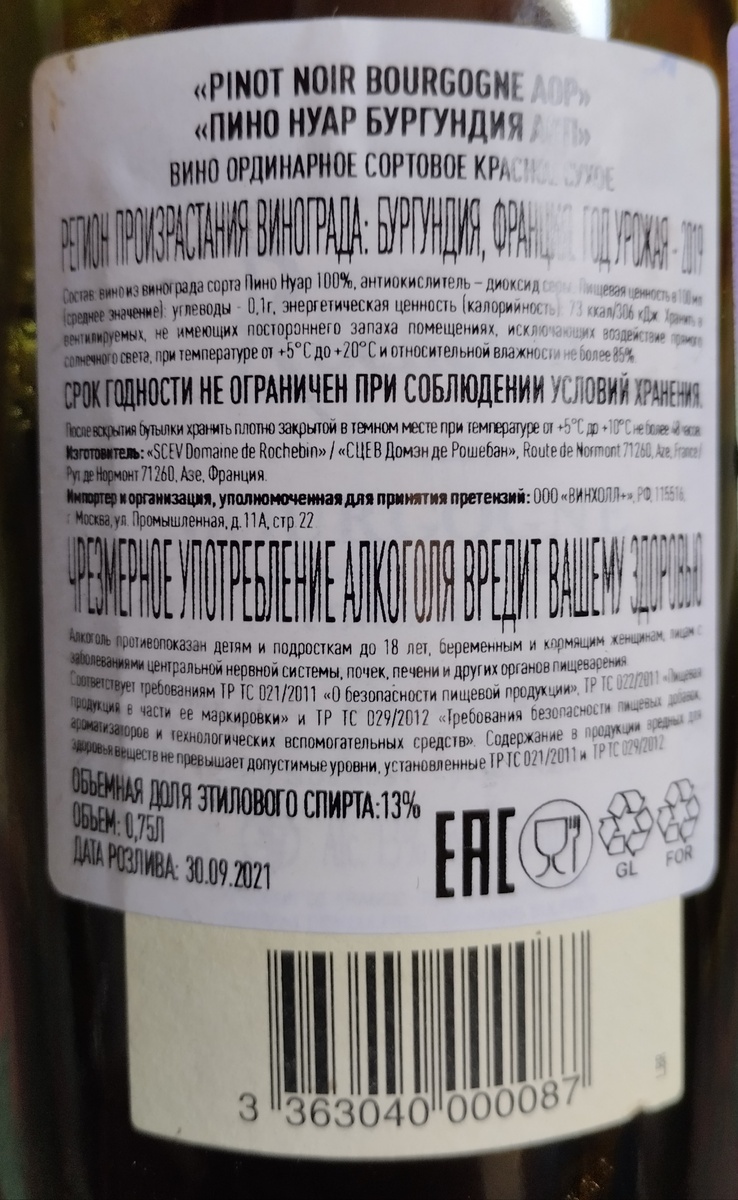 «PINOT NOIR BOURGOGNE AOP»
«ПИНО НУАР БУРГУНДИЯ
ВИНО ОРДИНАРНОЕ СОРТОВОЕ КРАСНОЕ СУХОЕ
РЕГИОН ПРОИЗРАСТАНИЯ ВИНОГРАДА: БУРГУНДИЯ, ФРАНЦИЯ. ГОД УРОЖАЯ - 2019
Состав: вино из винограда сорта Пино Нуар 100%, антиокислитель – диоксид серы. Пищевая ценность в 100 мл
(среднее значение): углеводы - 0,1г, энергетическая ценность (калорийность): 73 ккал/306 кДж. Хранить в
вентилируемых, не имеющих постороннего запаха помещениях, исключающих воздействие прямого
солнечного света, при температуре от +5°С до +20°С и относительной влажности не более 85%
СРОК ГОДНОСТИ НЕ ОГРАНИЧЕН ПРИ СОБЛЮДЕНИИ УСЛОВИЙ ХРАНЕНИЯ.
После вскрытия бутылки хранить плотно закрытой в темном месте при температуре от +5°С до +10°С не более 48 часов.
Изготовитель: «SCEV Domaine de Rochebin» / «СЦЕВ Домэн де Рошебан», Route de Normont 71260, Aze, France /
Рут де Нормонт 71260, Азе, Франция.
Импортер и организация, уполномоченная для принятия претензий: ООО «ВИНХОЛЛ+», РФ, 115516,
г. Москва, ул. Промышленная, д. 11А, стр 22
ЧРЕЗМЕРНОЕ УПОТРЕБЛЕНИЕ АЛКОГОЛЯ ВРЕДИТ ВАШЕМУ ЗДОРОВЬЮ
Алкоголь противопоказан детям и подросткам до 18 лет, беременным и кормящим женщинам, лицам с
заболеваниями центральной нервной системы, почек, печени и других органов пищеварения.
Соответствует требованиям ТР ТС 021/2011 «О безопасности пищевой продукции», ТР ТС 022/2011 «Пищевая
продукция в части ее маркировки» и ТР ТС 029/2012 «Требования безопасности пищевых добавок,
ароматизаторов и технологических вспомогательных средств». Содержание в продукции вредных для
здоровья веществ не превышает допустимые уровни, установленные ТР ТС 021/2011 и ТР ТС 029/2012
ОБЪЕМНАЯ ДОЛЯ ЭТИЛОВОГО СПИРТА:13%
ОБЪЕМ: 0,75Л
ДАТА РОЗЛИВА: 30.09.2021
EAC
GL
FOR
3 363040 000087